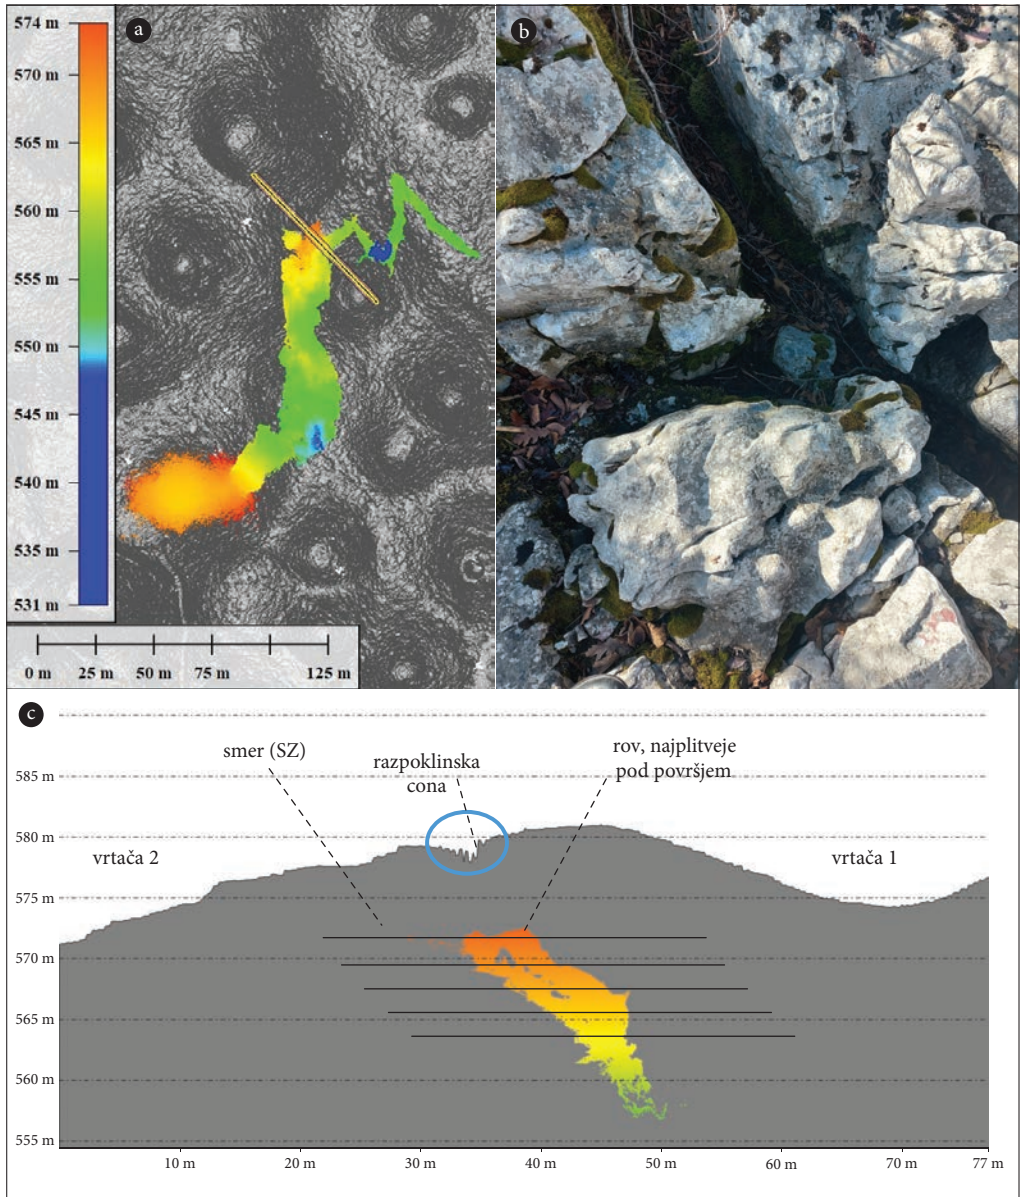 a
574 m
570 m
565 m
560 m
555 m
550 m
545 m
540 m
535 m
531 m
0 m 25 m 50 m 75 m 125 m
b
c
smer (SZ)
razpoklinska
cona
rov, najplitveje
pod površjem
vrtača 2
vrtača 1
585 m
580 m
575 m
570 m
565 m
560 m
555 m
10 m 20 m 30 m 40 m 50 m 60 m 70 m 77 m